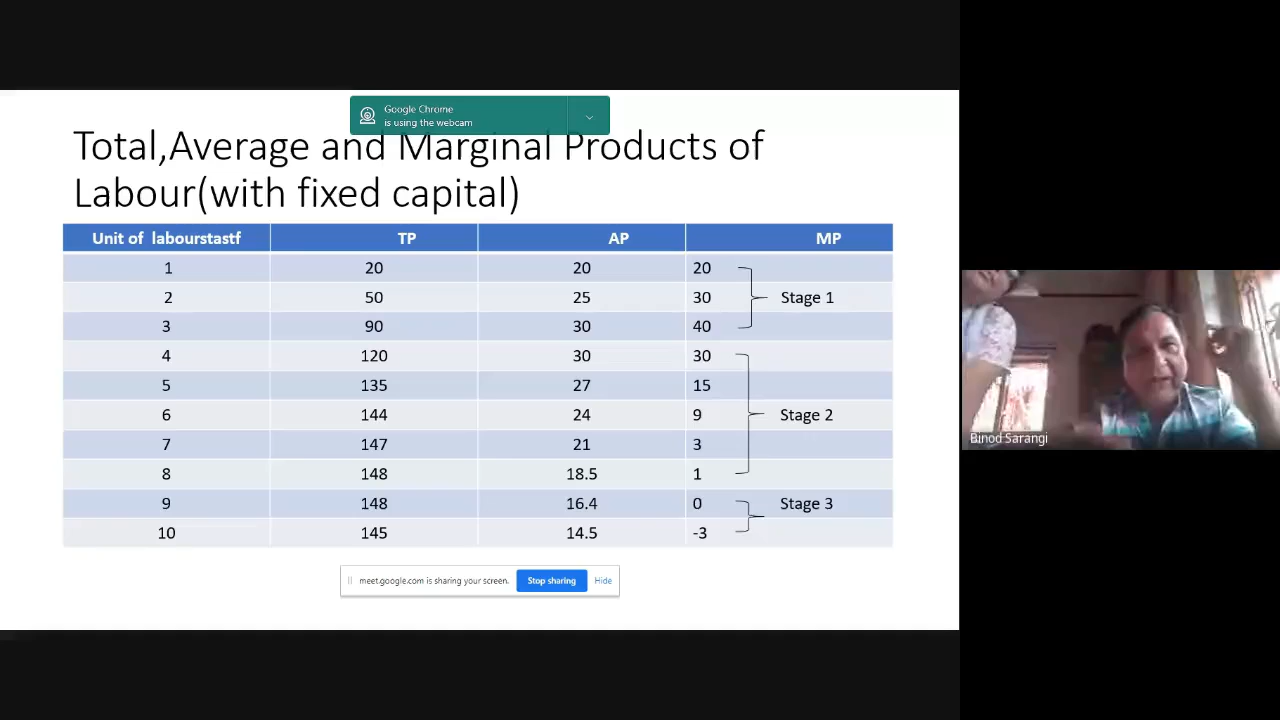 Google Chrome
is using the webcam
Total,Average and Marginal Products of
Labour(with fixed capital)
Unit of labourstastf TP AP MP
1 20 20 20
2 50 25 30 Stage 1
3 90 30 40
4 120 30 30
5 135 27 15
6 144 24 9 Stage 2
7 147 21 3
8 148 18.5 1
9 148 16.4 0 Stage 3
10 145 14.5 -3
meet.google.com is sharing your screen. Stop sharing Hide
Binod Sarangi